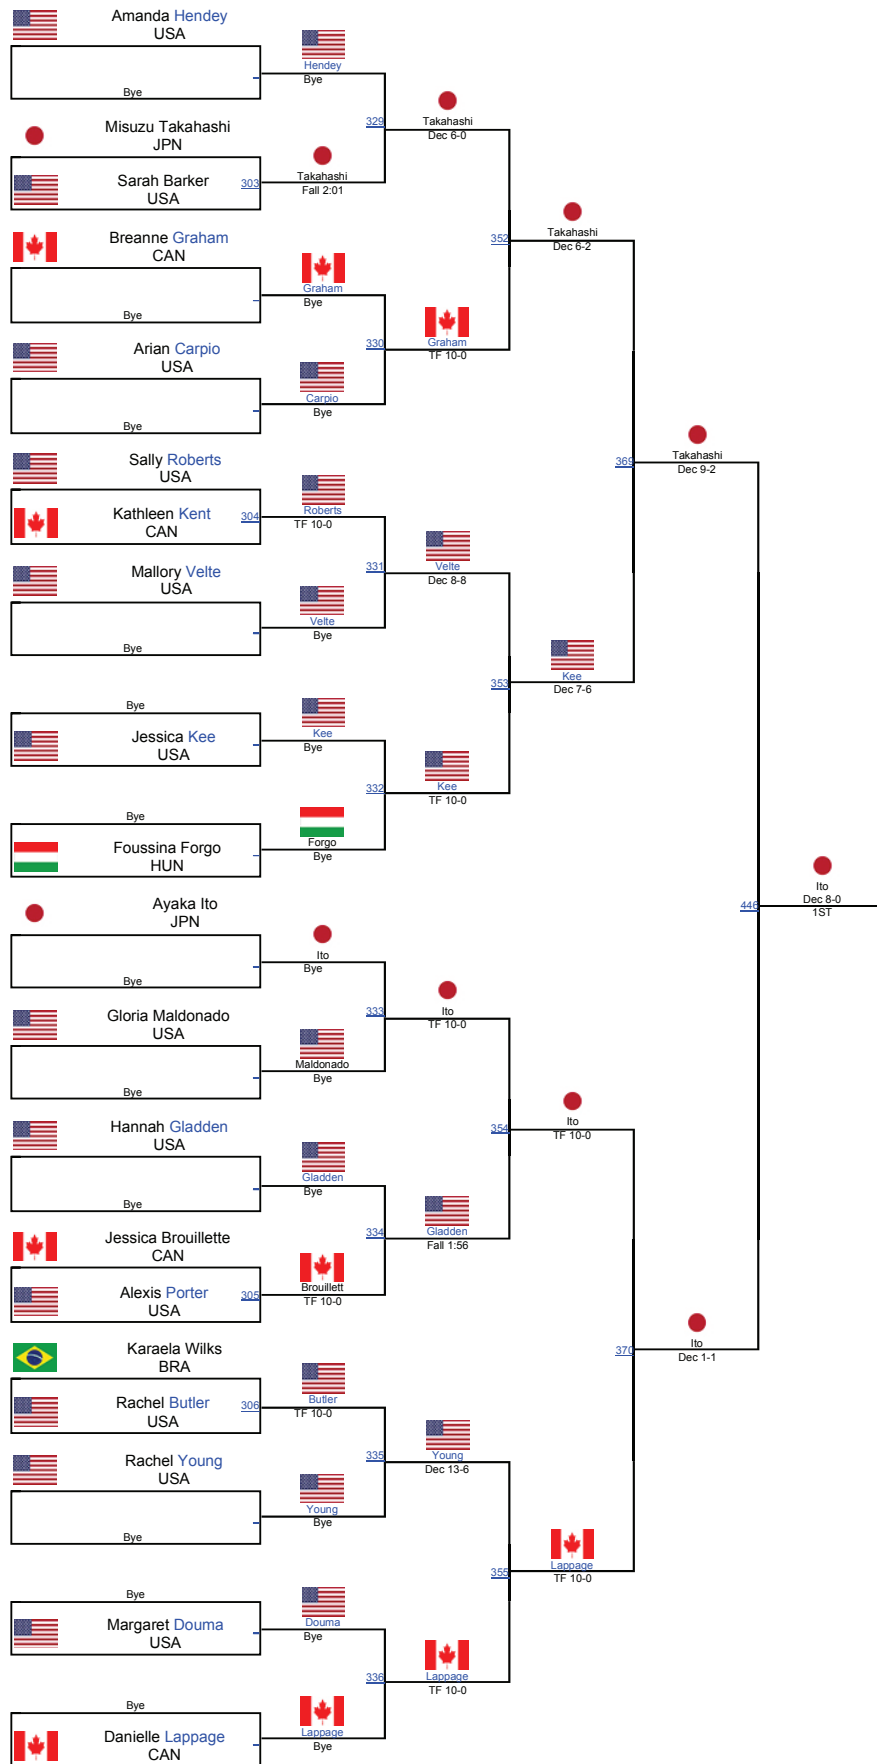 Amanda Hendey
USA
Bye
Hendey
Bye
329
Takahashi
Dec 6-0
Misuzu Takahashi
JPN
Sarah Barker
USA
303
Takahashi
Fall 2:01
352
Takahashi
Dec 6-2
Breanne Graham
CAN
Bye
Graham
Bye
330
Graham
TF 10-0
Arian Carpio
USA
Bye
Carpio
Bye
369
Takahashi
Dec 9-2
Sally Roberts
USA
Kathleen Kent
CAN
304
Roberts
TF 10-0
331
Velte
Dec 8-8
Mallory Velte
USA
Bye
Velte
Bye
353
Kee
Dec 7-6
Bye
Jessica Kee
USA
Kee
Bye
332
Kee
TF 10-0
Bye
Foussina Forgo
HUN
Forgo
Bye
446
Ito
Dec 8-0
1ST
Ayaka Ito
JPN
Bye
Ito
Bye
333
Ito
TF 10-0
Gloria Maldonado
USA
Bye
Maldonado
Bye
354
Ito
TF 10-0
Hannah Gladden
USA
Bye
Gladden
Bye
334
Gladden
Fall 1:56
Jessica Brouillette
CAN
Alexis Porter
USA
305
Brouillett
TF 10-0
370
Ito
Dec 1-1
Karaela Wilks
BRA
Rachel Butler
USA
306
Butler
TF 10-0
335
Young
Dec 13-6
Rachel Young
USA
Bye
Young
Bye
355
Lappage
TF 10-0
Bye
Margaret Douma
USA
Douma
Bye
336
Lappage
TF 10-0
Bye
Danielle Lappage
CAN
Lappage
Bye